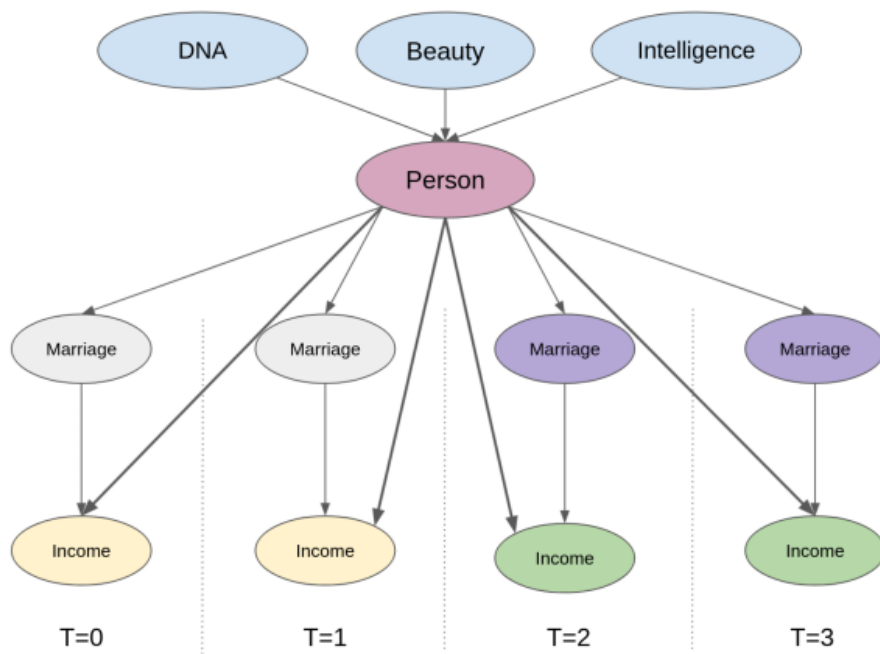 DNA
Beauty
Intelligence
Person
Marriage
Marriage
Marriage
Marriage
Income
Income
Income
Income
T=0
T=1
T=2
T=3